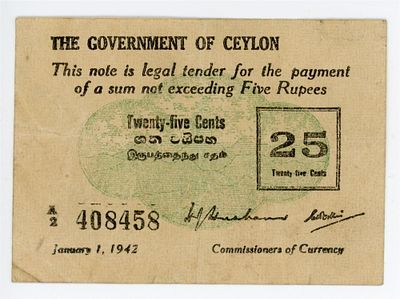 THE GOVERNMENT OF CEYLON
This note is legal tender for the payment
of a sum not exceeding Five Rupees
Twenty-five Cents
ශත විසිපහ
இருபத்தைந்து சதம்
25
Twenty-five Cents
A/2 408458
January 1, 1942
Commissioners of Currency